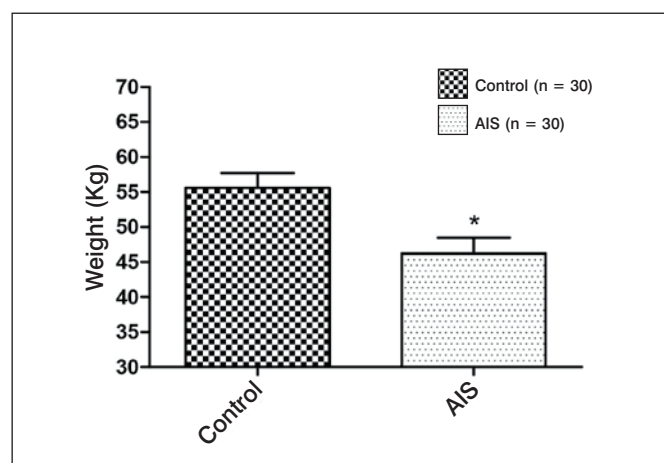 70
65
60
55
50
45
40
35
30
Weight (Kg)
Control (n = 30)
AIS (n = 30)
*
Control
AIS